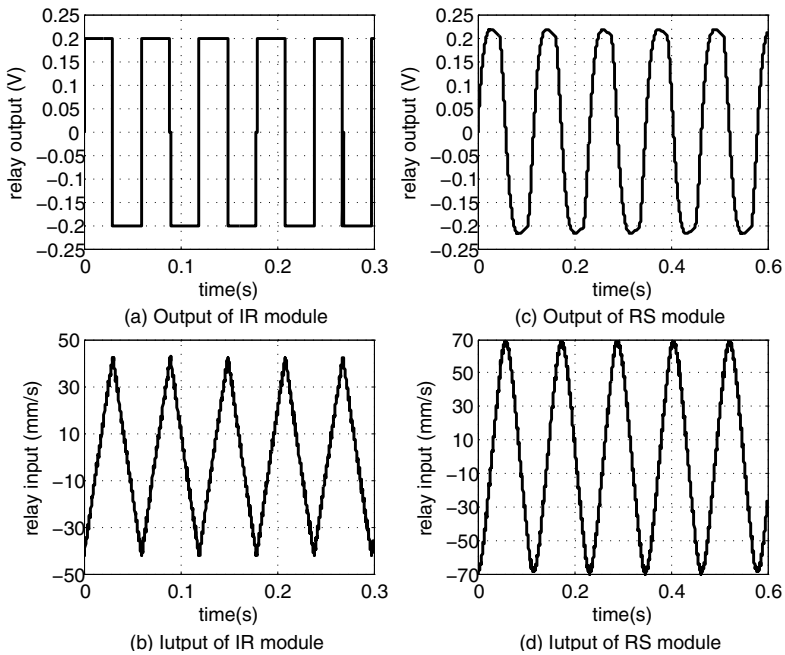 0.25
0.2
0.15
0.1
0.05
0
−0.05
−0.1
−0.15
−0.2
−0.25
relay output (V)
0 0.1 0.2 0.3
time(s)
(a) Output of IR module
0.25
0.2
0.15
0.1
0.05
0
−0.05
−0.1
−0.15
−0.2
−0.25
relay output (V)
0 0.2 0.4 0.6
time(s)
(c) Output of RS module
50
30
10
−10
−30
−50
relay input (mm/s)
0 0.1 0.2 0.3
time(s)
(b) Iutput of IR module
70
50
30
10
−10
−30
−50
−70
relay input (mm/s)
0 0.2 0.4 0.6
time(s)
(d) Iutput of RS module